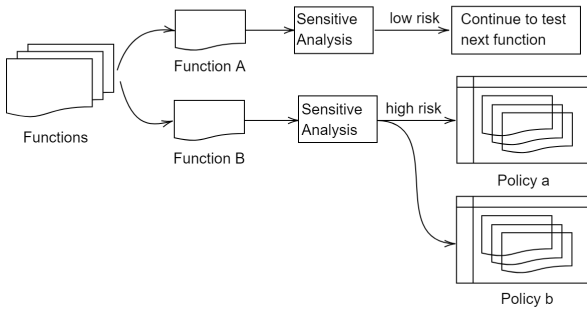 Functions
Function A
Sensitive
Analysis
low risk
Continue to test
next function
Function B
Sensitive
Analysis
high risk
Policy a
Policy b